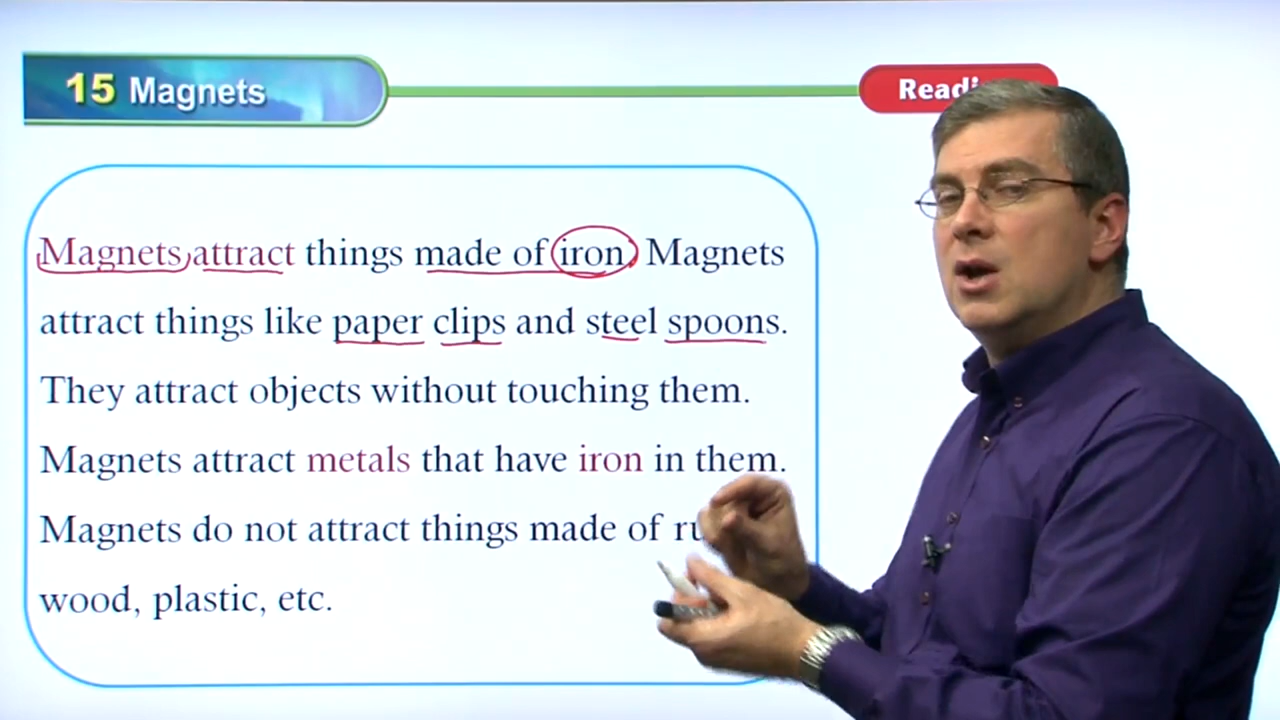 15 Magnets
Magnets attract things made of iron. Magnets
attract things like paper clips and steel spoons.
They attract objects without touching them.
Magnets attract metals that have iron in them.
Magnets do not attract things made of
wood, plastic, etc.